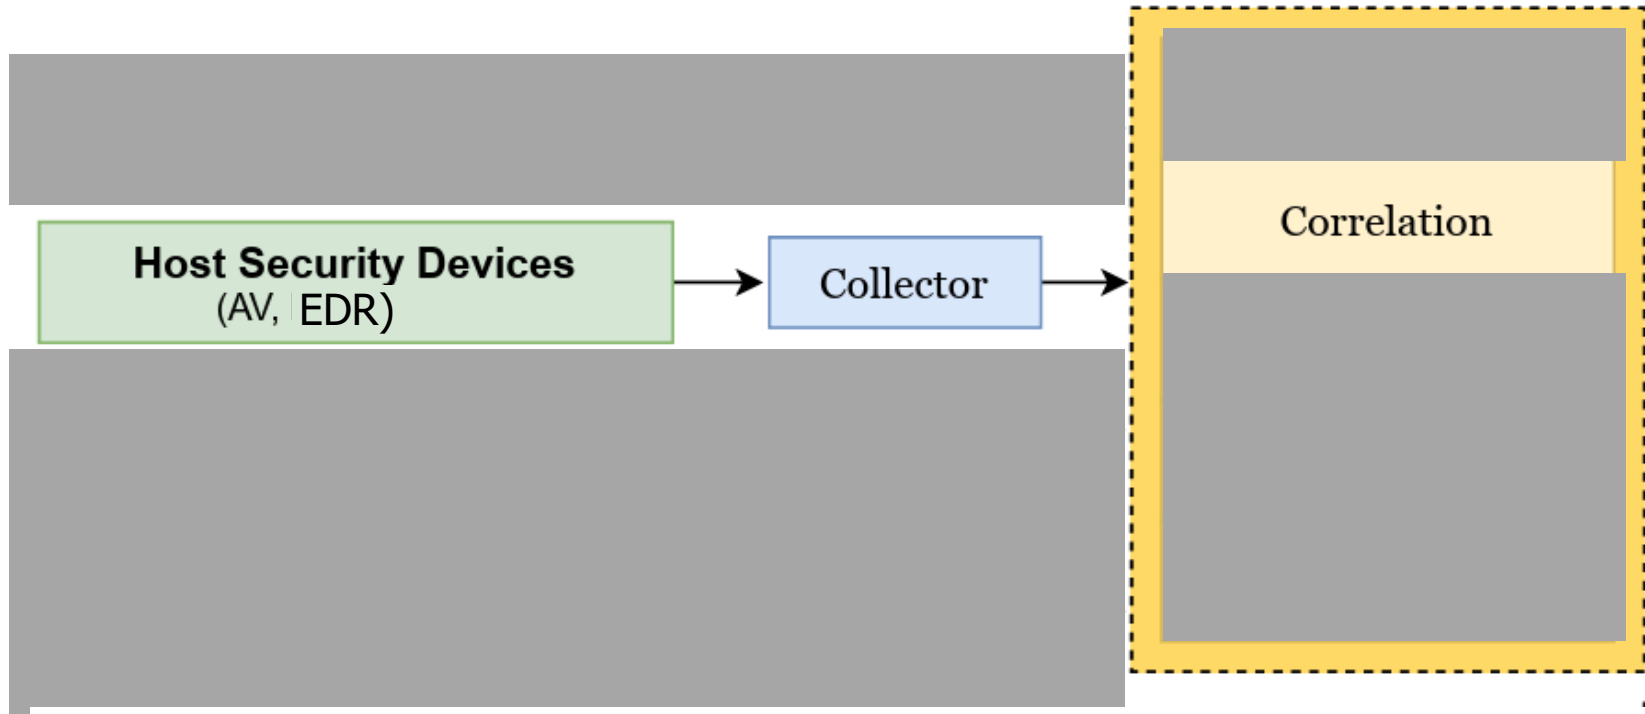 Host Security Devices
(AV, EDR)
Collector
Correlation